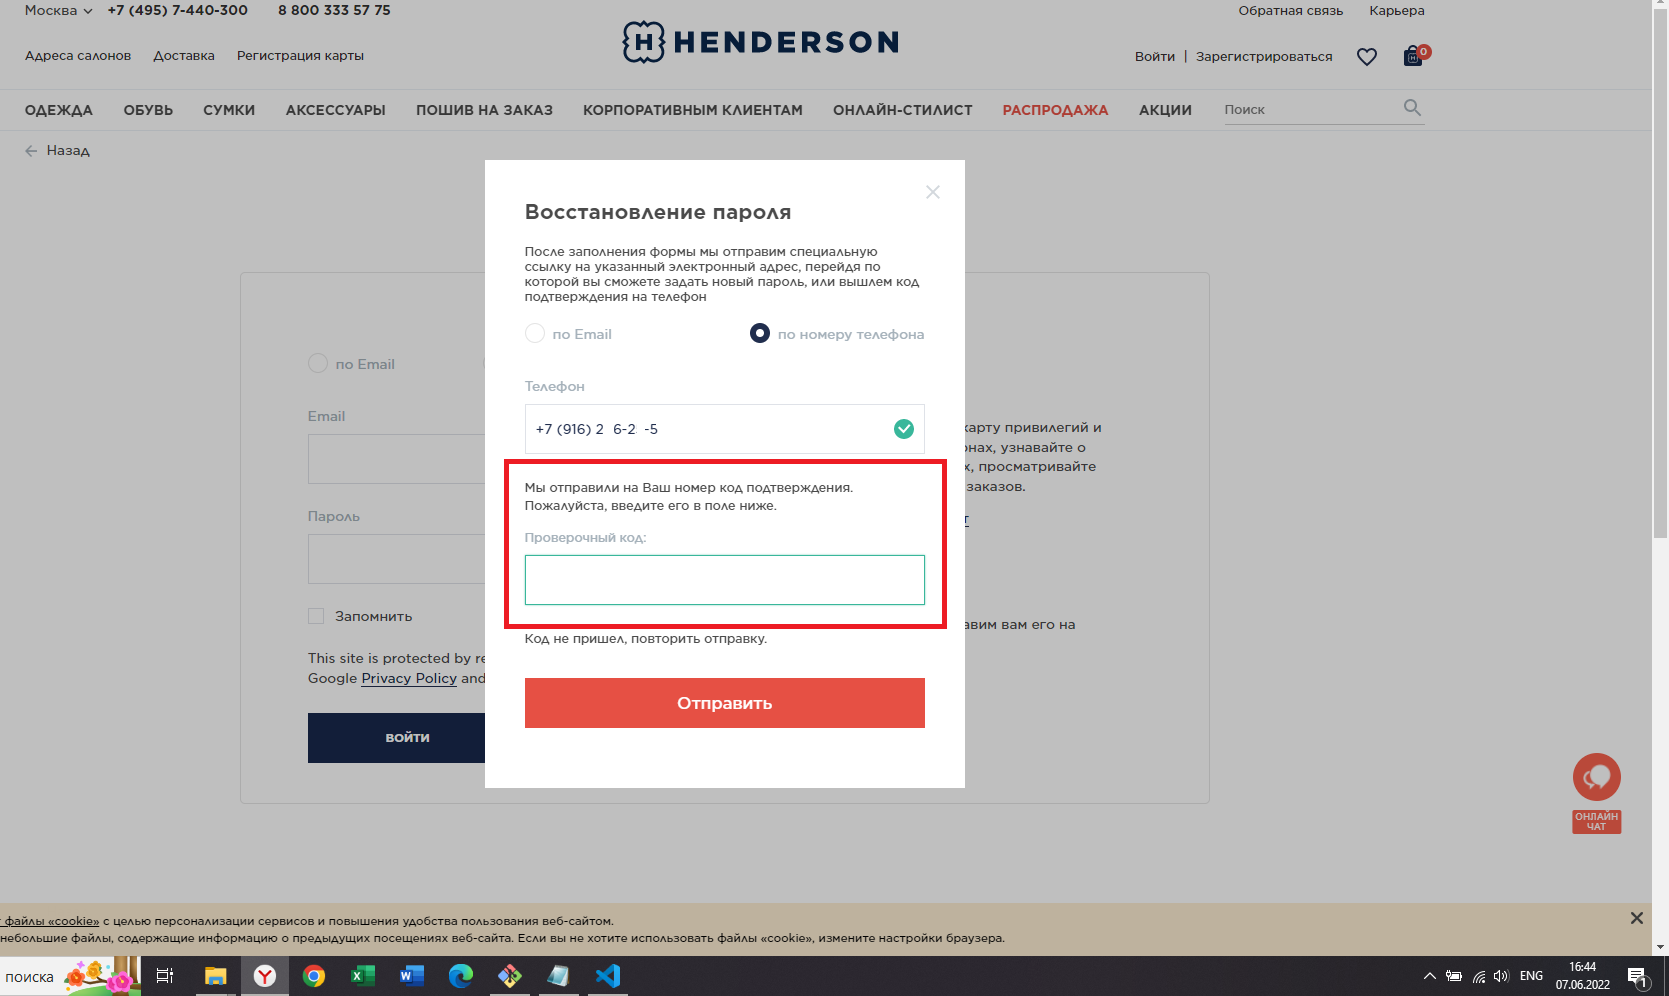 Москва +7 (495) 7-440-300 8 800 333 57 75
Обратная связь Карьера
HENDERSON
Адреса салонов Доставка Регистрация карты
Войти | Зарегистрироваться
0
ОДЕЖДА ОБУВЬ СУМКИ АКСЕССУАРЫ ПОШИВ НА ЗАКАЗ КОРПОРАТИВНЫМ КЛИЕНТАМ ОНЛАЙН-СТИЛИСТ РАСПРОДАЖА АКЦИИ Поиск
Назад
Восстановление пароля
После заполнения формы мы отправим специальную
ссылку на указанный электронный адрес, перейдя по
которой вы сможете задать новый пароль, или вышлем код
подтверждения на телефон
по Email по номеру телефона
Телефон
+7 (916) 2 6-2 -5
Мы отправили на Ваш номер код подтверждения.
Пожалуйста, введите его в поле ниже.
Проверочный код:
Код не пришел, повторить отправку.
Отправить
по Email
Email
Пароль
Запомнить
This site is protected by re
Google Privacy Policy and
ВОЙТИ
карту привилегий и
нах, узнавайте о
х, просматривайте
заказов.
т
авим вам его на
ОНЛАЙН
ЧАТ
файлы «cookie» с целью персонализации сервисов и повышения удобства пользования веб-сайтом.
небольшие файлы, содержащие информацию о предыдущих посещениях веб-сайта. Если вы не хотите использовать файлы «cookie», измените настройки браузера.
поиска
ENG
16:44
07.06.2022
1